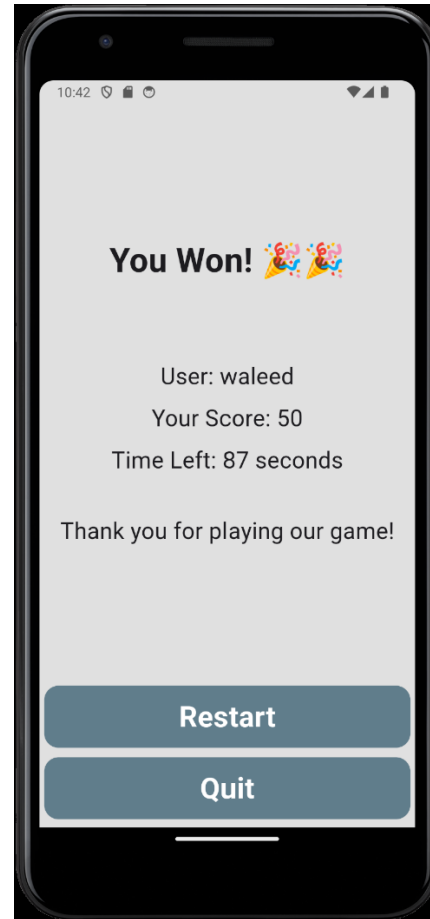 10:42
You Won! 🎉🎉
User: waleed
Your Score: 50
Time Left: 87 seconds
Thank you for playing our game!
Restart
Quit